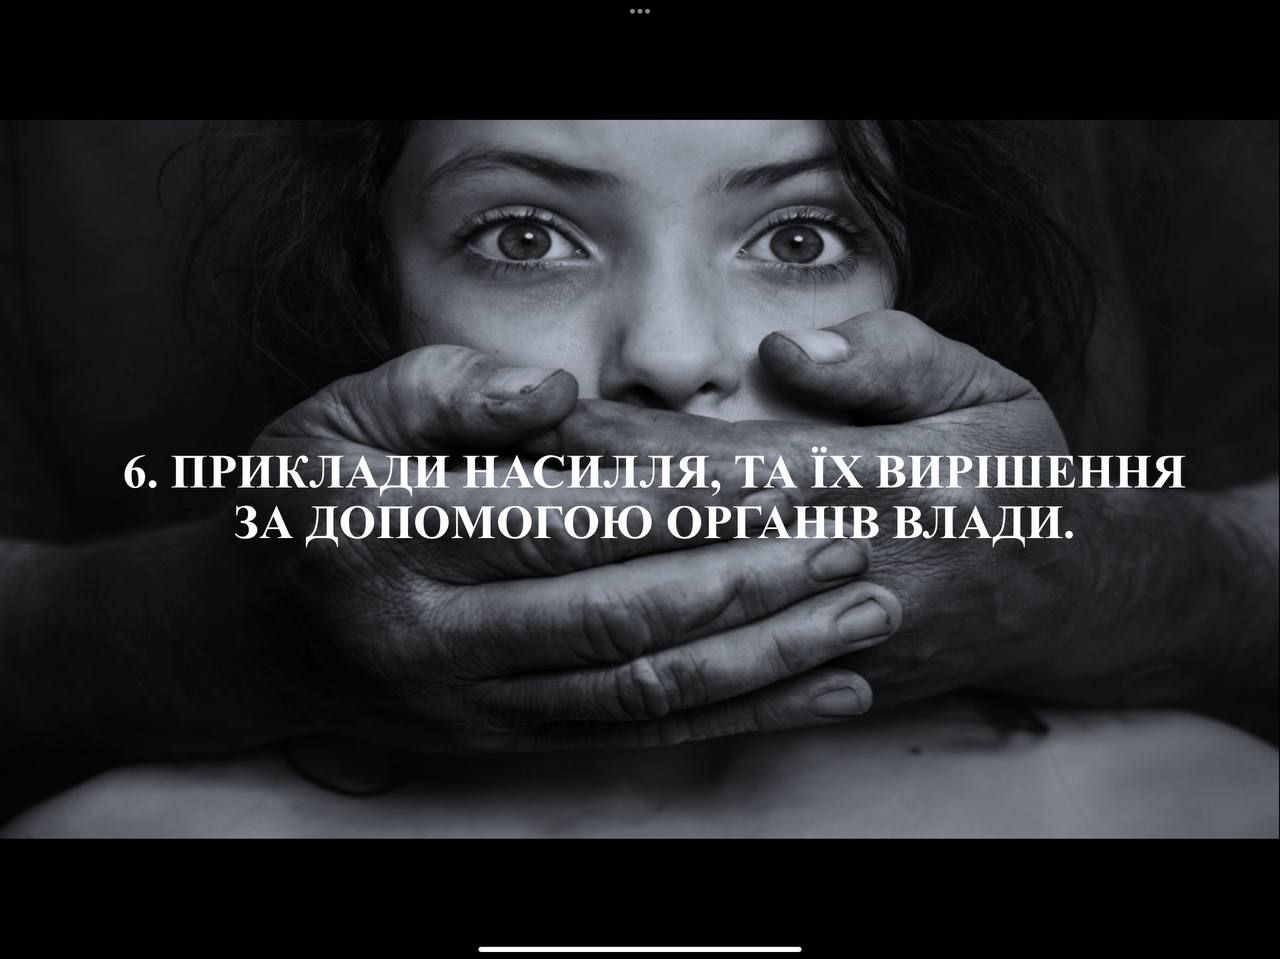 6. ПРИКЛАДИ НАСИЛЛЯ, ТА ЇХ ВИРІШЕННЯ
ЗА ДОПОМОГОЮ ОРГАНІВ ВЛАДИ.